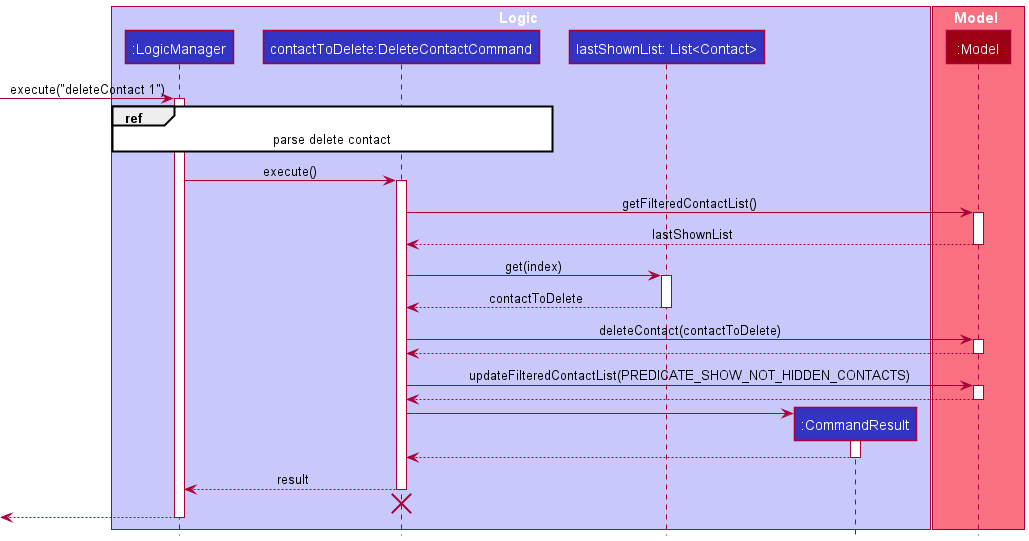 Logic
Model
:LogicManager
contactToDelete:DeleteContactCommand
lastShownList: List<Contact>
:Model
execute("deleteContact 1")
ref
parse delete contact
execute()
getFilteredContactList()
lastShownList
get(index)
contactToDelete
deleteContact(contactToDelete)
updateFilteredContactList(PREDICATE_SHOW_NOT_HIDDEN_CONTACTS)
:CommandResult
result